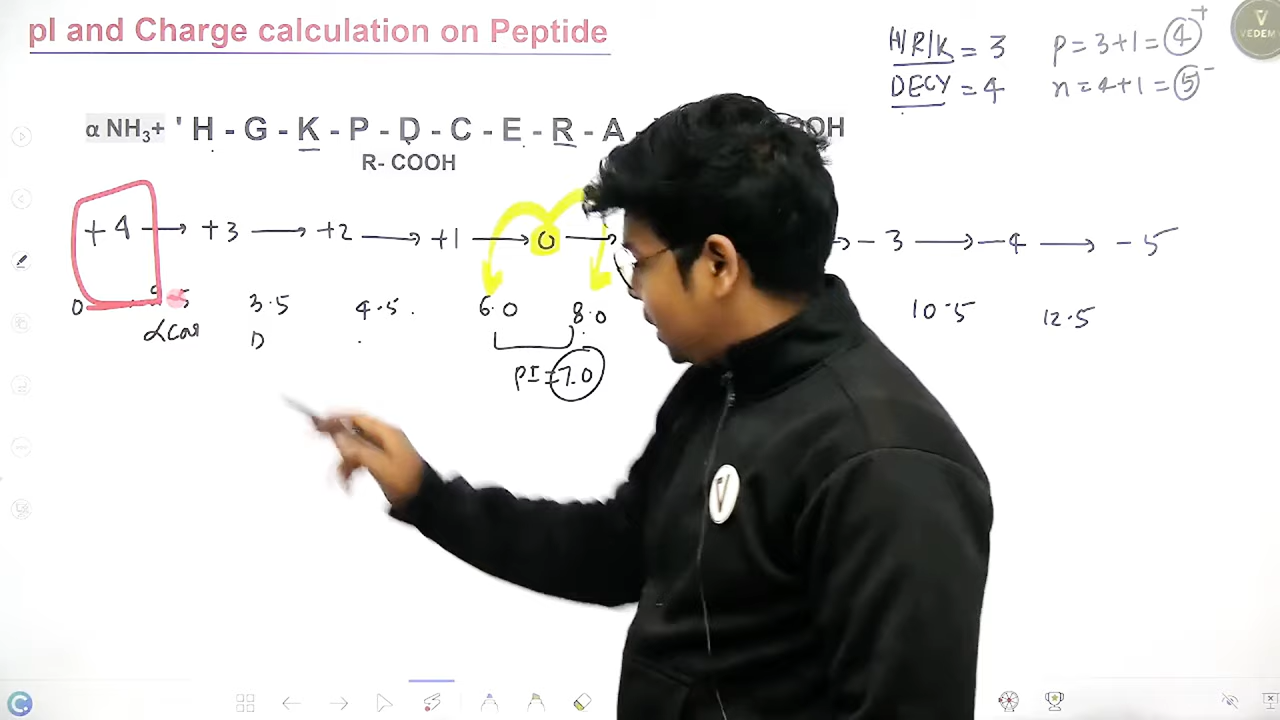 pI and Charge calculation on Peptide
H/R/K = 3
p = 3+1 = 4+
DECY = 4
n = 4+1 = 5-
V
VEDEM
α NH3+ ' H - G - K - P - D - C - E - R - A - OOH
R- COOH
+4 → +3 → +2 → +1 → 0 → → -3 → -4 → -5
0 3.5 4.5 6.0 8.0 10.5 12.5
D
pI = 7.0
V